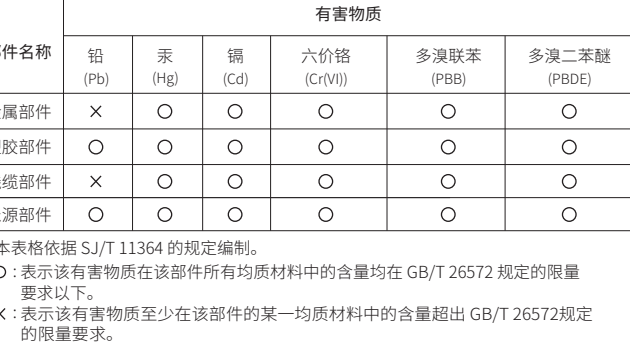 有害物质
部件名称 铅 汞 镉 六价铬 多溴联苯 多溴二苯醚
(Pb) (Hg) (Cd) (Cr(VI)) (PBB) (PBDE)
金属部件 × ○ ○ ○ ○ ○
塑胶部件 ○ ○ ○ ○ ○ ○
线缆部件 × ○ ○ ○ ○ ○
电源部件 ○ ○ ○ ○ ○ ○
本表格依据 SJ/T 11364 的规定编制。
○：表示该有害物质在该部件所有均质材料中的含量均在 GB/T 26572 规定的限量
要求以下。
×：表示该有害物质至少在该部件的某一均质材料中的含量超出 GB/T 26572规定
的限量要求。